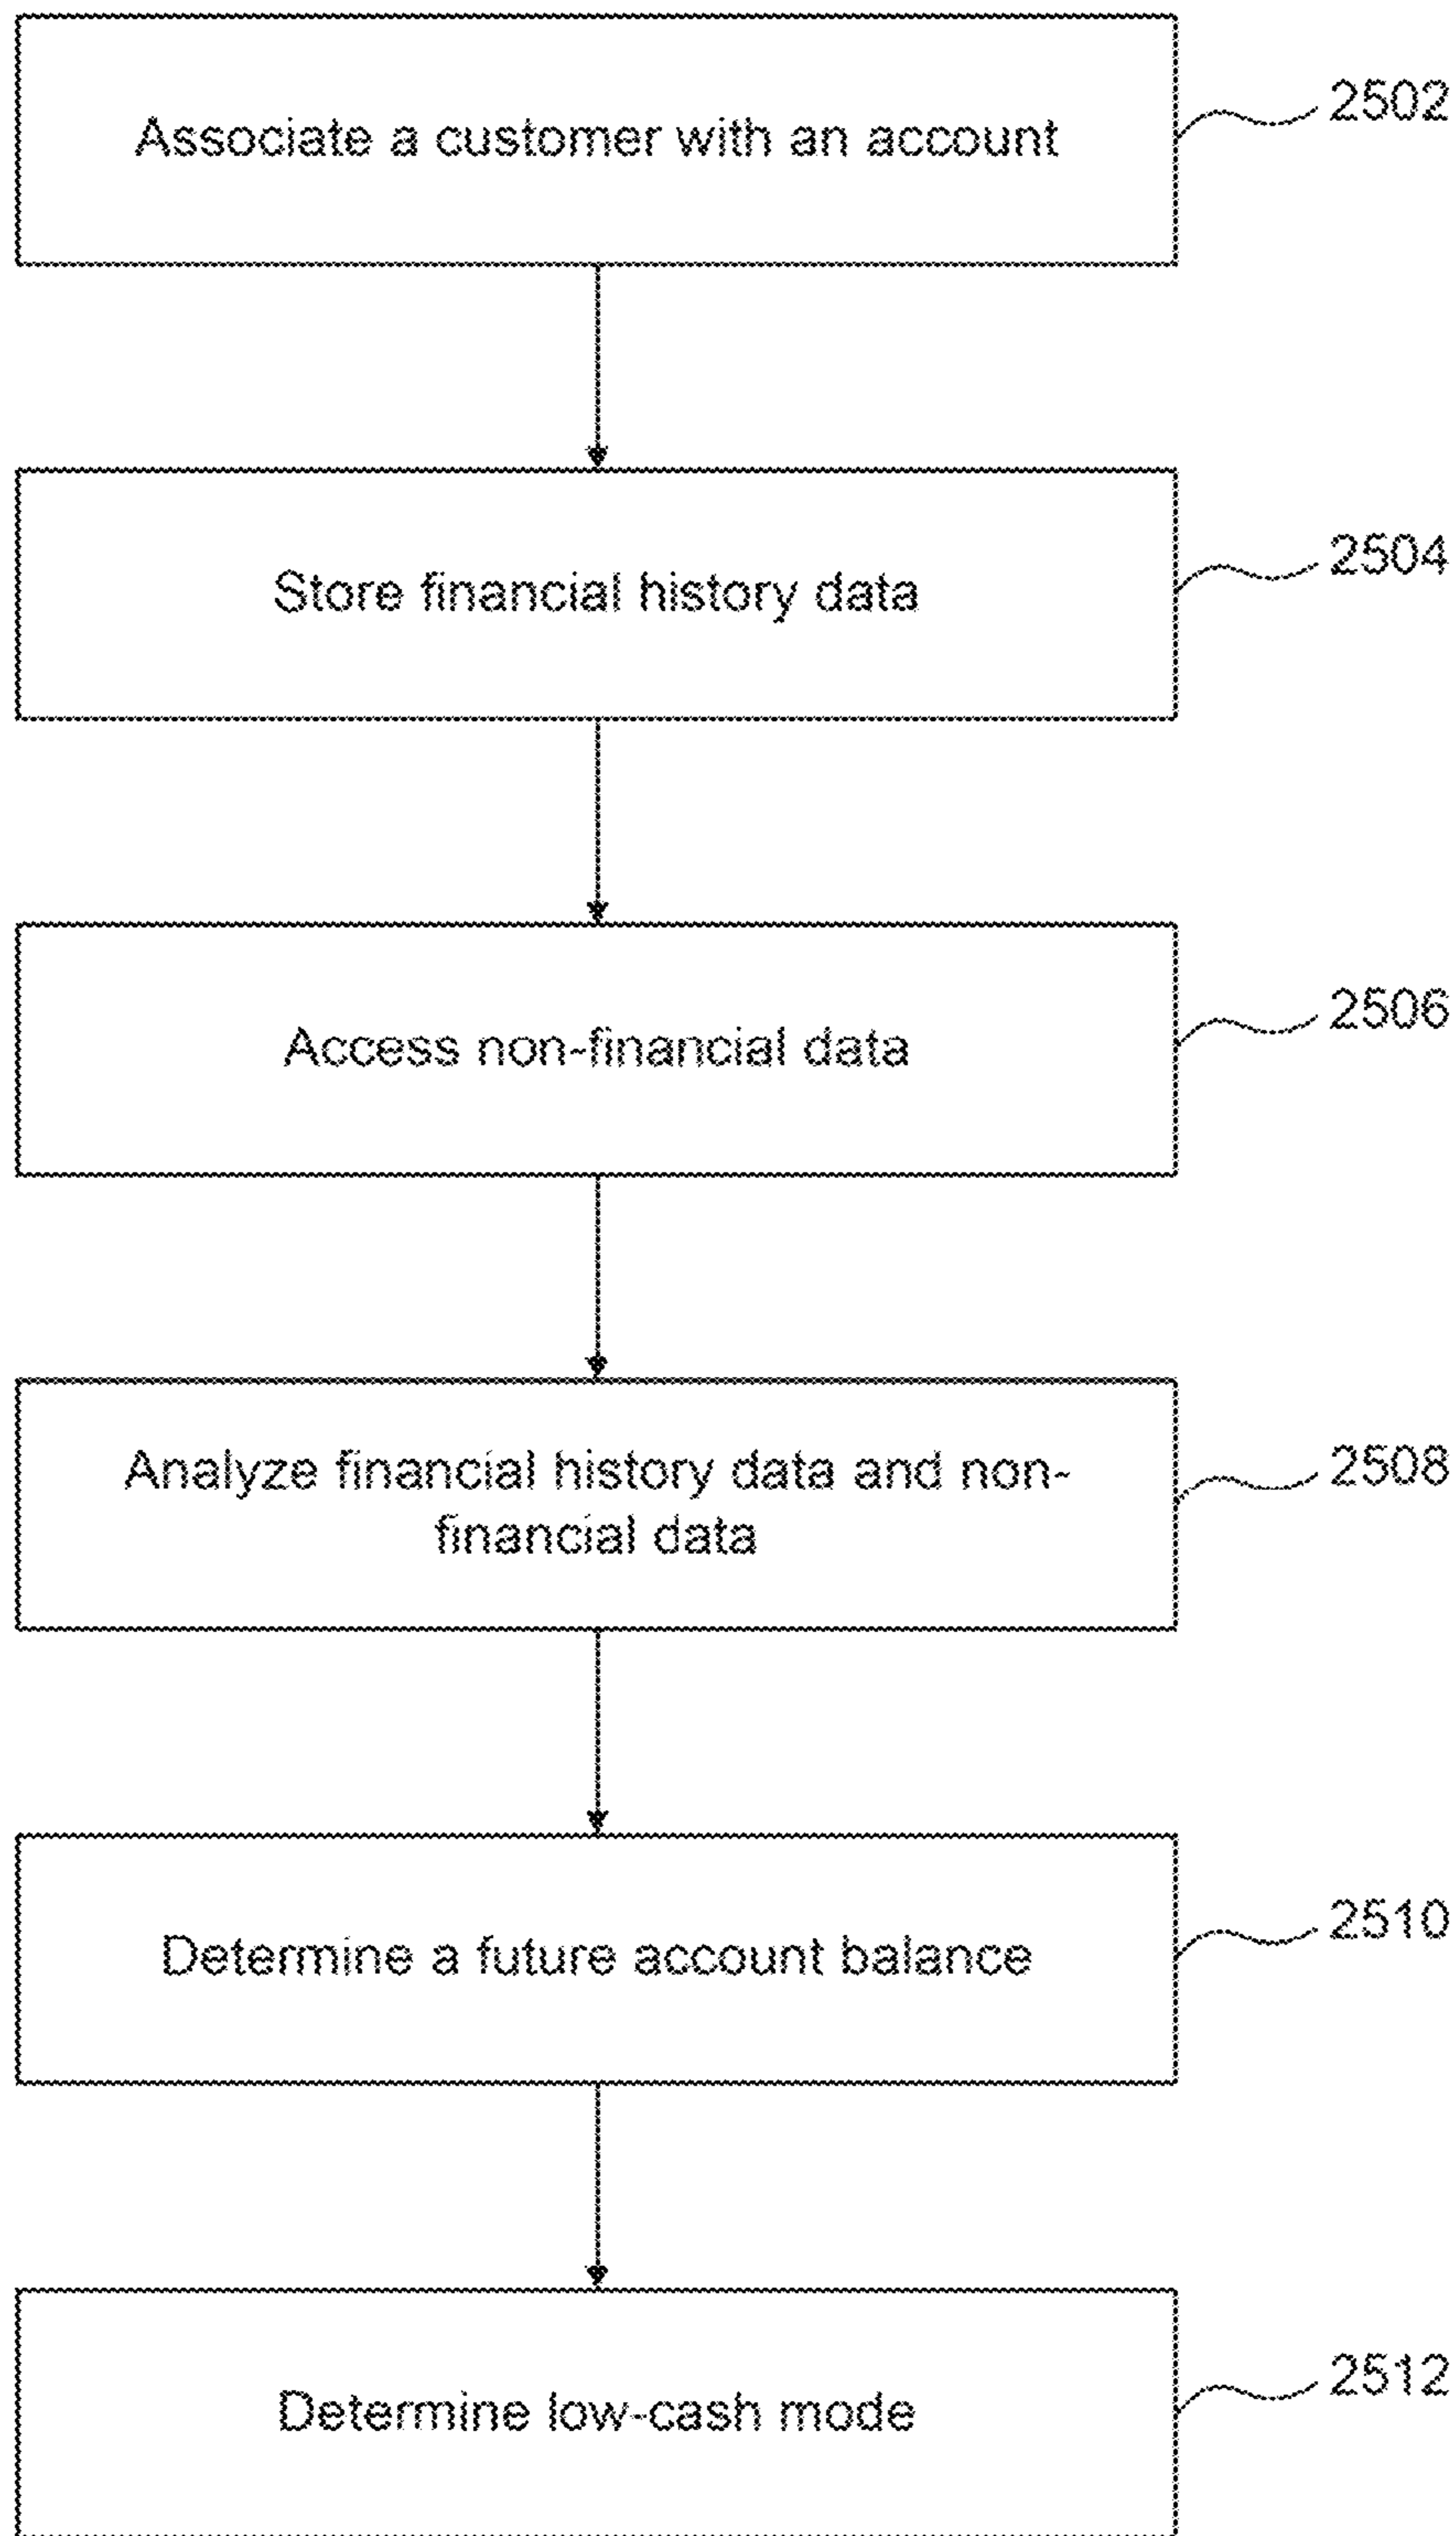 Associate a customer with an account
2502
Store financial history data
2504
Access non-financial data
2506
Analyze financial history data and non-
financial data
2508
Determine a future account balance
2510
Determine low-cash mode
2512